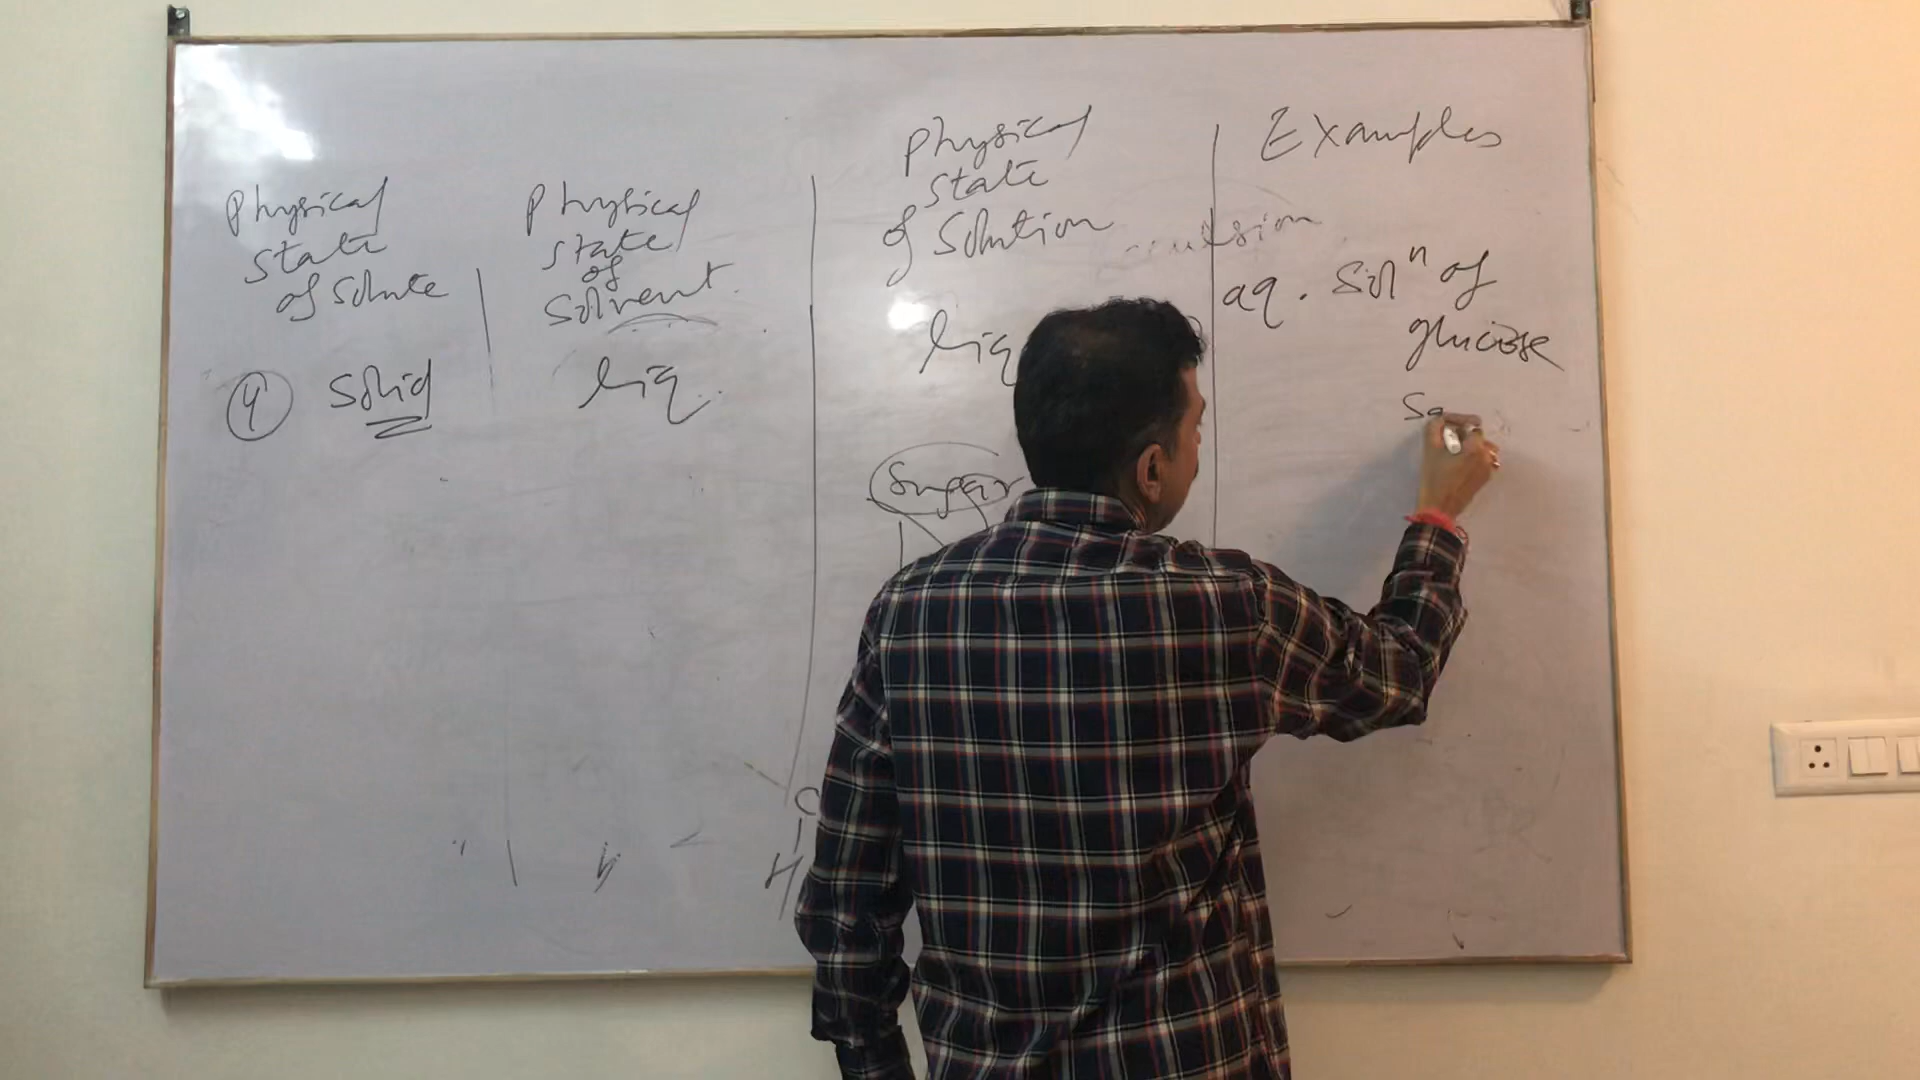 Physical
state
of solute
Physical
state
of
solvent.
Physical
state
of solution
Examples
④ Solid
liq.
liq
aq. solⁿ of
glucose
Sugar
C
H